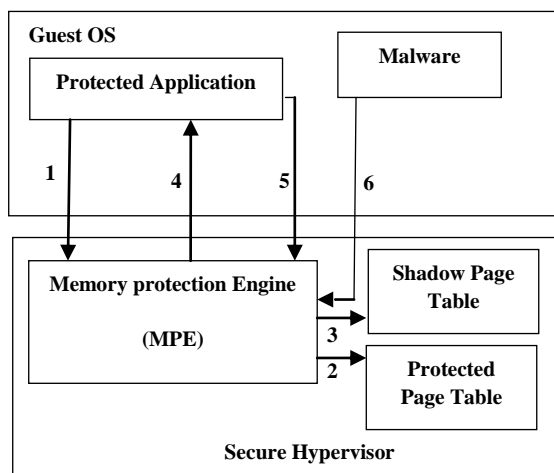 Guest OS
Protected Application
Malware
1
4
5
6
Memory protection Engine
(MPE)
Shadow Page
Table
3
2
Protected
Page Table
Secure Hypervisor